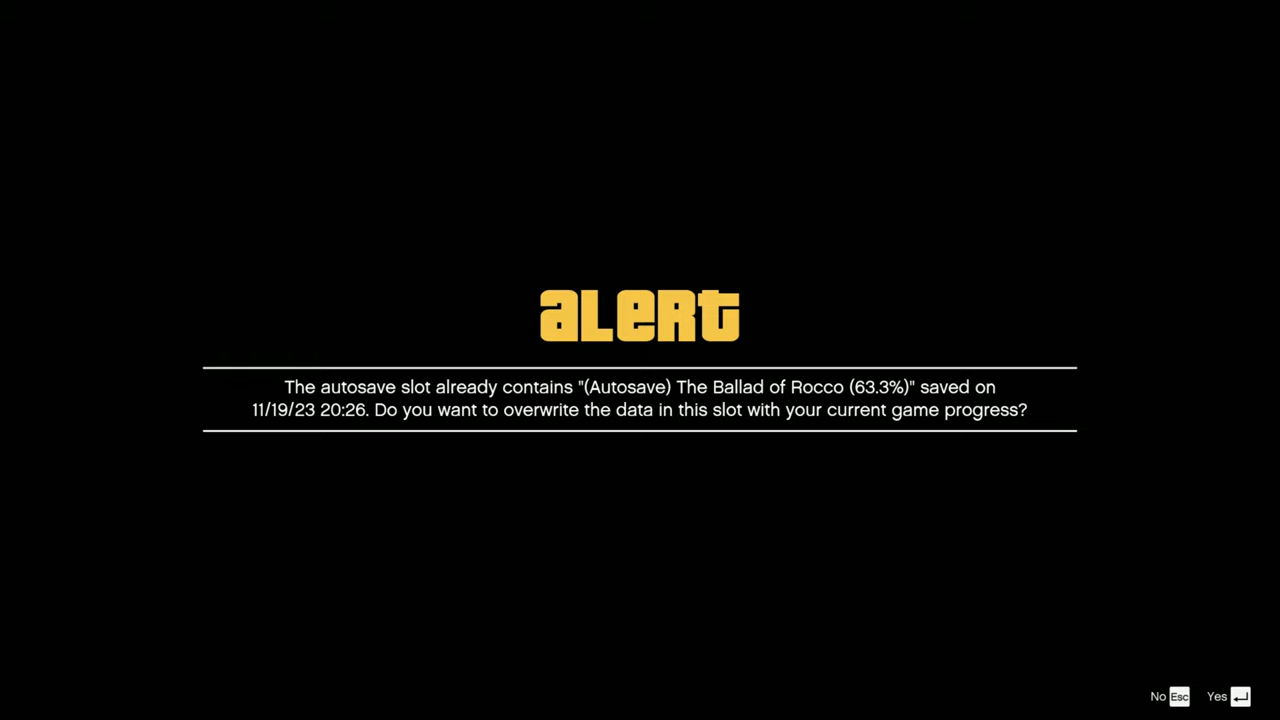 aLeRt
The autosave slot already contains "(Autosave) The Ballad of Rocco (63.3%)" saved on
11/19/23 20:26. Do you want to overwrite the data in this slot with your current game progress?
No Esc Yes